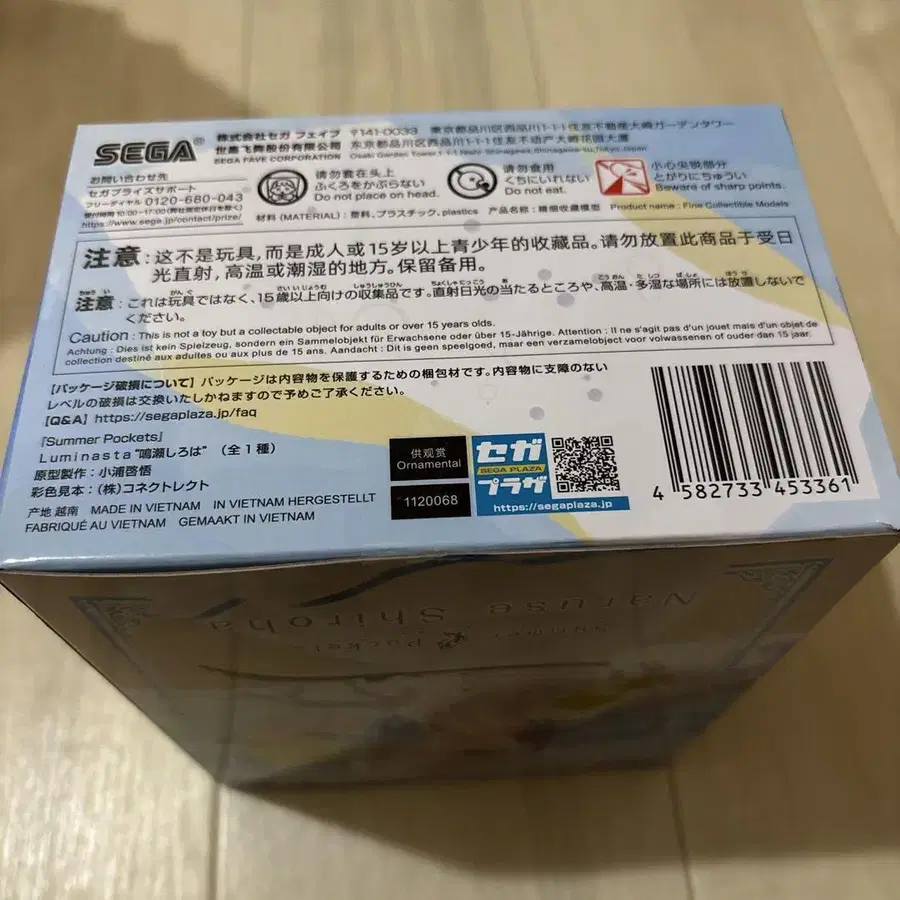 SEGA®
株式会社セガ フェイブ 〒141-0033 東京都品川区西品川1-1-1住友不動産大崎ガーデンタワー
世嘉飞舞股份有限公司 东京都品川区西品川1-1-1住友不动产大崎花园大厦
SEGA FAVE CORPORATION Osaki Garden Tower 1-1-1 Nishi-Shinagawa, Shinagawa-ku, Tokyo, Japan
お問い合わせ先
セガプライズサポート
フリーダイヤル 0120-680-043
受付時間 10:00~17:00(弊社指定休日を除く)
https://www.sega.jp/contact/prize/
请勿套在头上
ふくろをかぶらない
Do not place on head.
请勿食用
くちにいれない
Do not eat.
小心尖锐部分
とがりにちゅうい
Beware of sharp points.
材料 (MATERIAL) : 塑料, プラスチック, plastics 产品名称 : 精细收藏模型 Product name : Fine Collectible Models
注意 : 这不是玩具, 而是成人或15岁以上青少年的收藏品。请勿放置此商品于受日
光直射, 高温或潮湿的地方。保留备用。
注意 : これは玩具ではなく、15歳以上向けの収集品です。直射日光の当たるところや、高温・多湿な場所には放置しないで
ください。
Caution : This is not a toy but a collectable object for adults or over 15 years olds.
Achtung : Dies ist kein Spielzeug, sondern ein Sammelobjekt für Erwachsene oder über 15-Jährige. Attention : Il ne s'agit pas d'un jouet mais d'un objet de
collection destiné aux adultes ou aux plus de 15 ans. Aandacht : Dit is geen speelgoed, maar een verzamelobject voor volwassenen of ouder dan 15 jaar.
【パッケージ破損について】パッケージは内容物を保護するための梱包材です。内容物に支障のない
レベルの破損は交換いたしかねますので予めご了承ください。
【Q&A】https://segaplaza.jp/faq
『Summer Pockets』
Luminasta “鳴瀬しろは” (全1種)
原型製作 : 小浦啓悟
彩色見本 : (株)コネクトレクト
产地 越南 MADE IN VIETNAM IN VIETNAM HERGESTELLT
FABRIQUÉ AU VIETNAM GEMAAKT IN VIETNAM
供观赏
Ornamental
1120068
セガ
SEGA PLAZA
プラザ
https://segaplaza.jp/
4 582733 453361
Summer Pockets
Naruse Shiroha